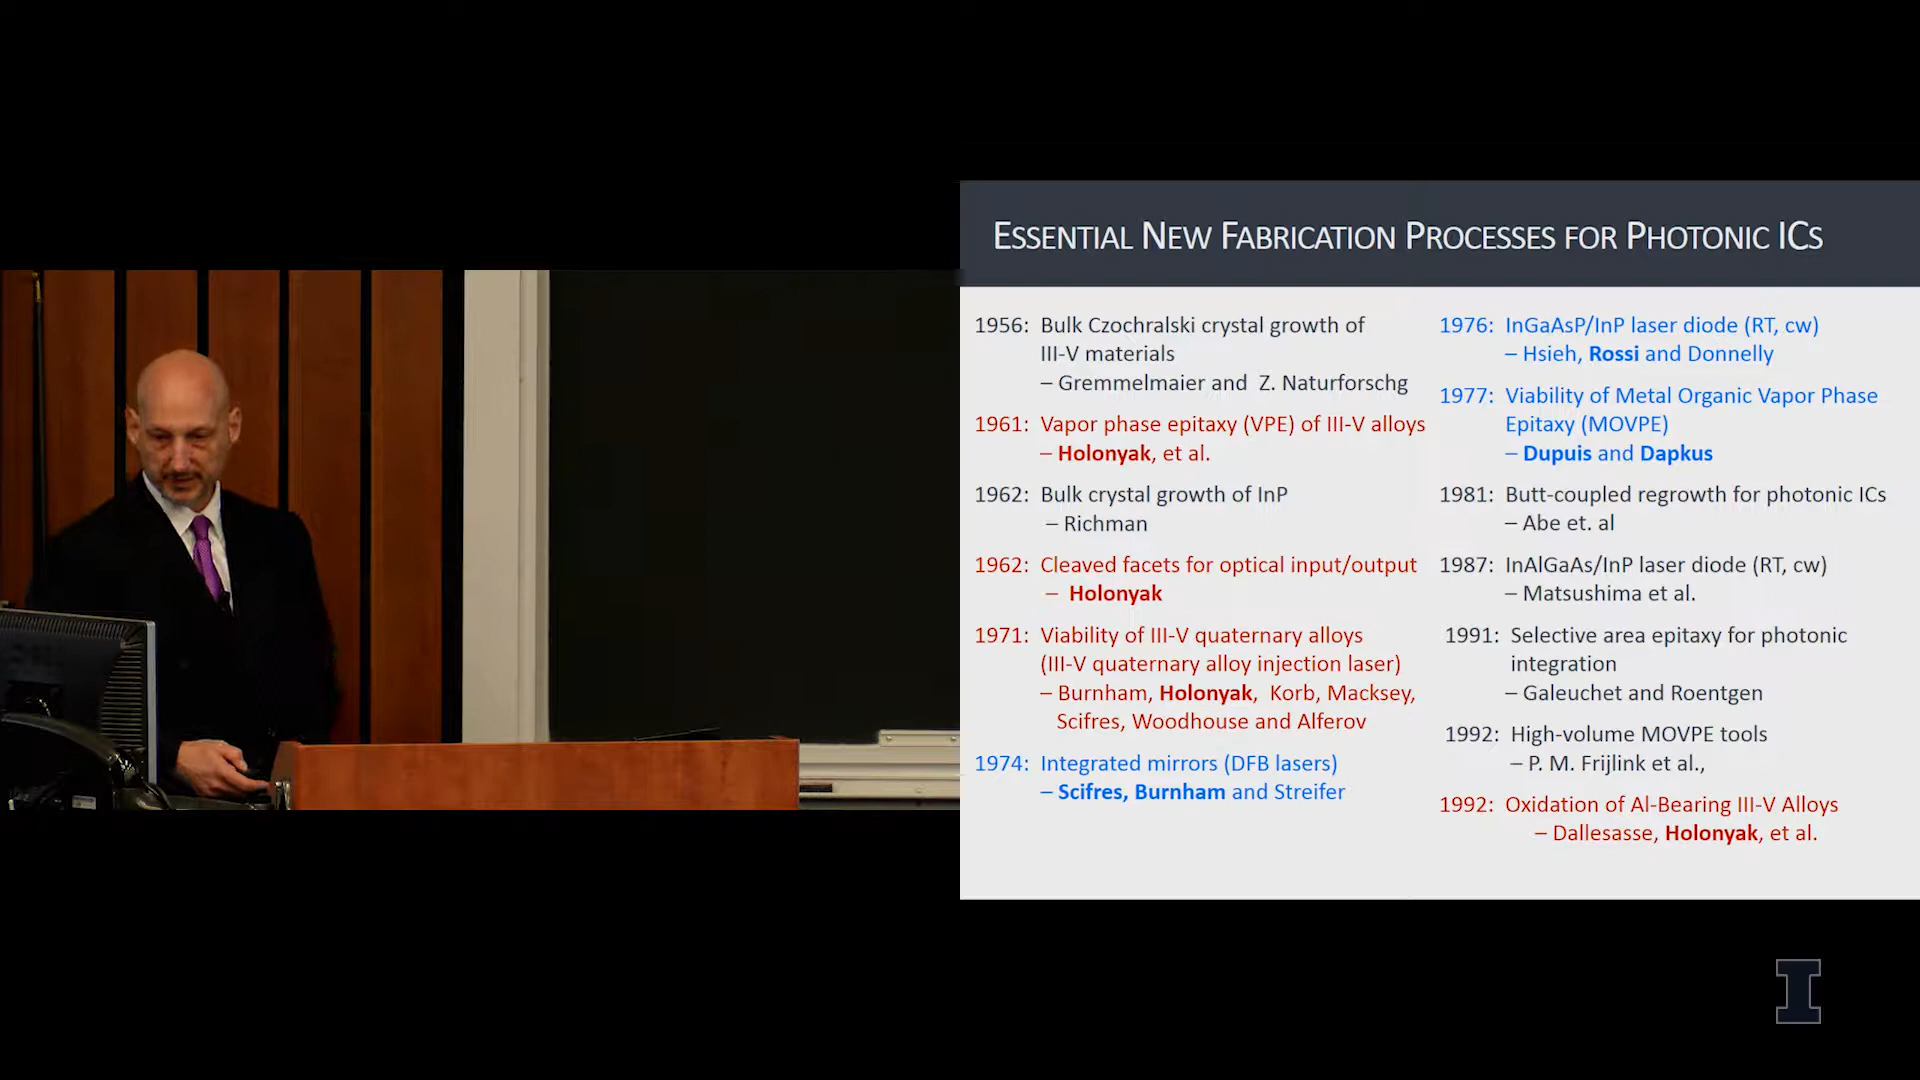 ESSENTIAL NEW FABRICATION PROCESSES FOR PHOTONIC ICS
1956: Bulk Czochralski crystal growth of
III-V materials
– Gremmelmaier and Z. Naturforschg
1961: Vapor phase epitaxy (VPE) of III-V alloys
– Holonyak, et al.
1962: Bulk crystal growth of InP
– Richman
1962: Cleaved facets for optical input/output
– Holonyak
1971: Viability of III-V quaternary alloys
(III-V quaternary alloy injection laser)
– Burnham, Holonyak, Korb, Macksey,
Scifres, Woodhouse and Alferov
1974: Integrated mirrors (DFB lasers)
– Scifres, Burnham and Streifer
1976: InGaAsP/InP laser diode (RT, cw)
– Hsieh, Rossi and Donnelly
1977: Viability of Metal Organic Vapor Phase
Epitaxy (MOVPE)
– Dupuis and Dapkus
1981: Butt-coupled regrowth for photonic ICs
– Abe et. al
1987: InAlGaAs/InP laser diode (RT, cw)
– Matsushima et al.
1991: Selective area epitaxy for photonic
integration
– Galeuchet and Roentgen
1992: High-volume MOVPE tools
– P. M. Frijlink et al.,
1992: Oxidation of Al-Bearing III-V Alloys
– Dallesasse, Holonyak, et al.
I